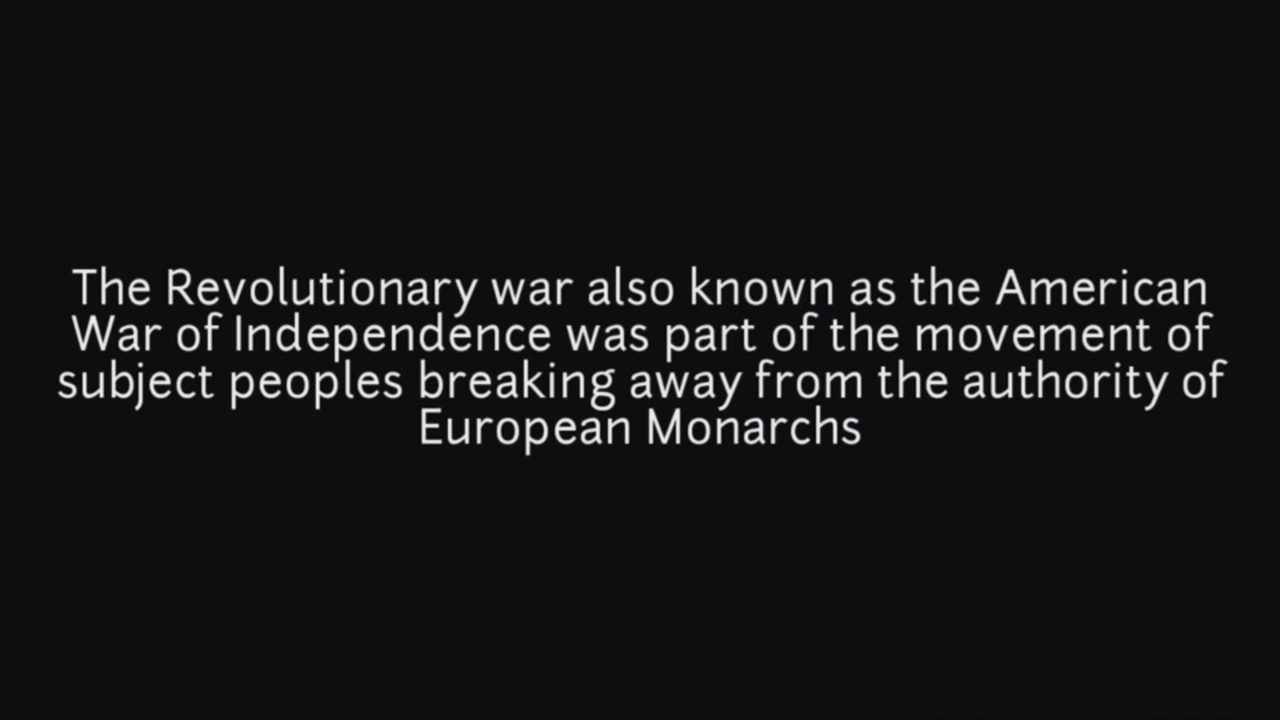 The Revolutionary war also known as the American
War of Independence was part of the movement of
subject peoples breaking away from the authority of
European Monarchs